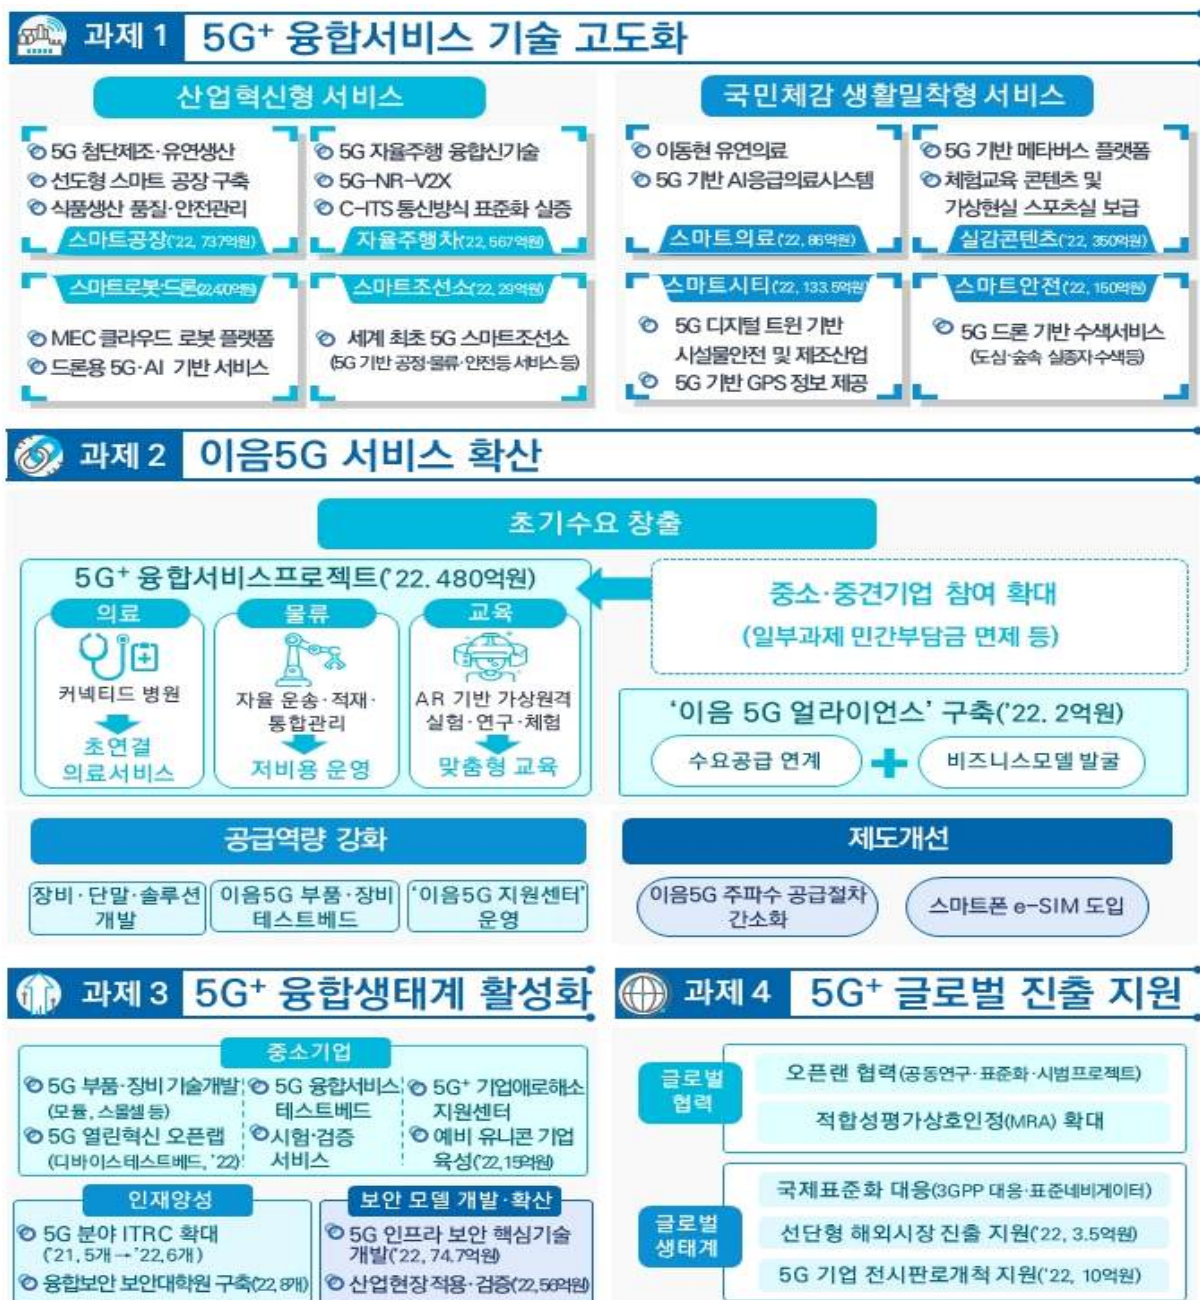 과제 1 5G⁺ 융합서비스 기술 고도화
산업혁신형 서비스
5G 첨단제조·유연생산
선도형 스마트 공장 구축
식품생산 품질·안전관리
스마트공장('22, 737억원)
5G 자율주행 융합신기술
5G-NR-V2X
C-ITS 통신방식 표준화 실증
자율주행차('22, 567억원)
스마트로봇·드론('22,400억원)
MEC 클라우드 로봇 플랫폼
드론용 5G·AI 기반 서비스
스마트조선소('22, 29억원)
세계 최초 5G 스마트조선소
(5G 기반 공정·물류·안전등 서비스 등)
국민체감 생활밀착형 서비스
이동현 유연의료
5G 기반 AI응급의료시스템
스마트의료('22, 86억원)
5G 기반 메타버스 플랫폼
체험교육 콘텐츠 및
가상현실 스포츠실 보급
실감콘텐츠('22, 350억원)
스마트시티('22, 133.5억원)
5G 디지털 트윈 기반
시설물안전 및 제조산업
5G 기반 GPS 정보 제공
스마트안전('22, 150억원)
5G 드론 기반 수색서비스
(도심·숲속 실종자 수색등)
과제 2 이음5G 서비스 확산
초기수요 창출
5G⁺ 융합서비스프로젝트('22. 480억원)
의료
커넥티드 병원
초연결
의료서비스
물류
자율 운송·적재·
통합관리
저비용 운영
교육
AR 기반 가상원격
실험·연구·체험
맞춤형 교육
중소·중견기업 참여 확대
(일부과제 민간부담금 면제 등)
'이음 5G 얼라이언스' 구축('22. 2억원)
수요공급 연계
비즈니스모델 발굴
공급역량 강화
장비·단말·솔루션
개발
이음5G 부품·장비
테스트베드
'이음5G 지원센터'
운영
제도개선
이음5G 주파수 공급절차
간소화
스마트폰 e-SIM 도입
과제 3 5G⁺ 융합생태계 활성화
중소기업
5G 부품·장비 기술개발
(모듈, 스몰셀 등)
5G 열린혁신 오픈랩
(디바이스테스트베드, '22)
5G 융합서비스
테스트베드
시험·검증
서비스
5G⁺ 기업애로해소
지원센터
예비 유니콘 기업
육성('22,15억원)
인재양성
5G 분야 ITRC 확대
('21, 5개→'22,6개)
융합보안 보안대학원 구축('22, 8개)
보안 모델 개발·확산
5G 인프라 보안 핵심기술
개발('22, 74.7억원)
산업현장 적용·검증('22,56억원)
과제 4 5G⁺ 글로벌 진출 지원
글로벌
협력
오픈랜 협력(공동연구·표준화·시범프로젝트)
적합성평가상호인정(MRA) 확대
글로벌
생태계
국제표준화 대응(3GPP 대응·표준네비게이터)
선단형 해외시장 진출 지원('22, 3.5억원)
5G 기업 전시판로개척 지원('22, 10억원)